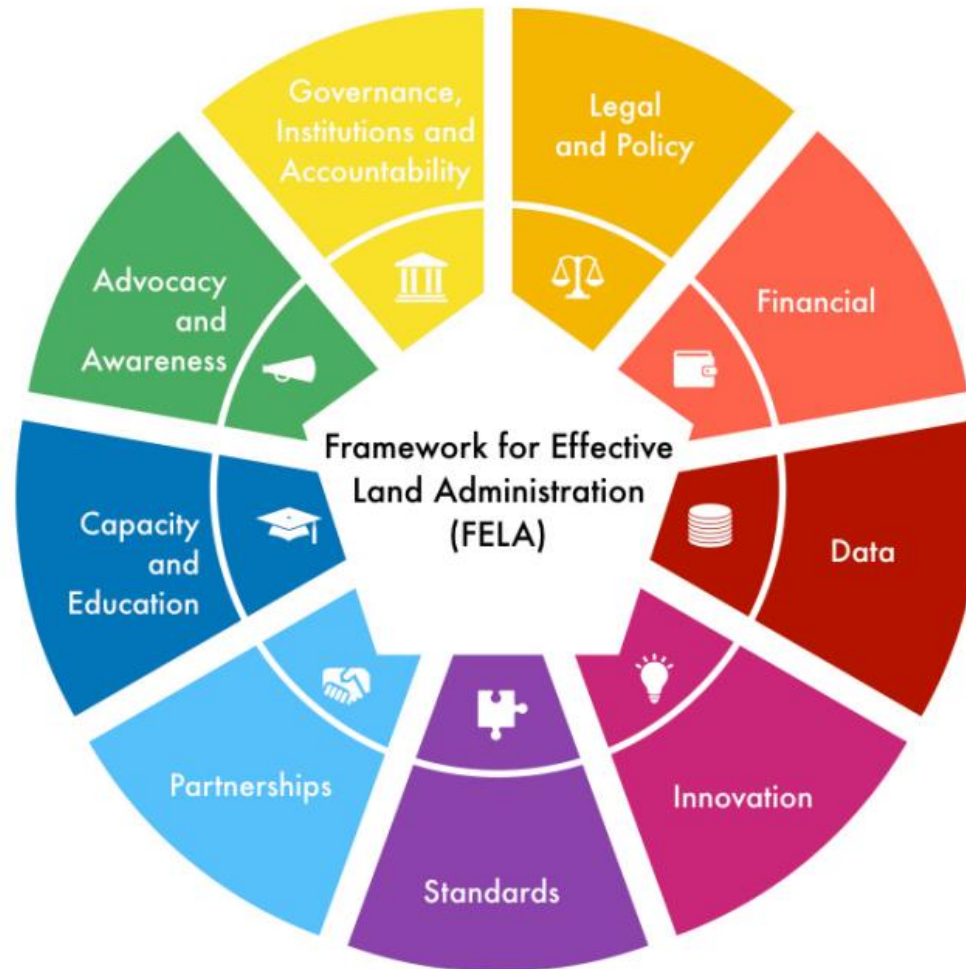 Governance,
Institutions and
Accountability
Legal
and Policy
Financial
Data
Innovation
Standards
Partnerships
Capacity
and
Education
Advocacy
and
Awareness
Framework for Effective
Land Administration
(FELA)